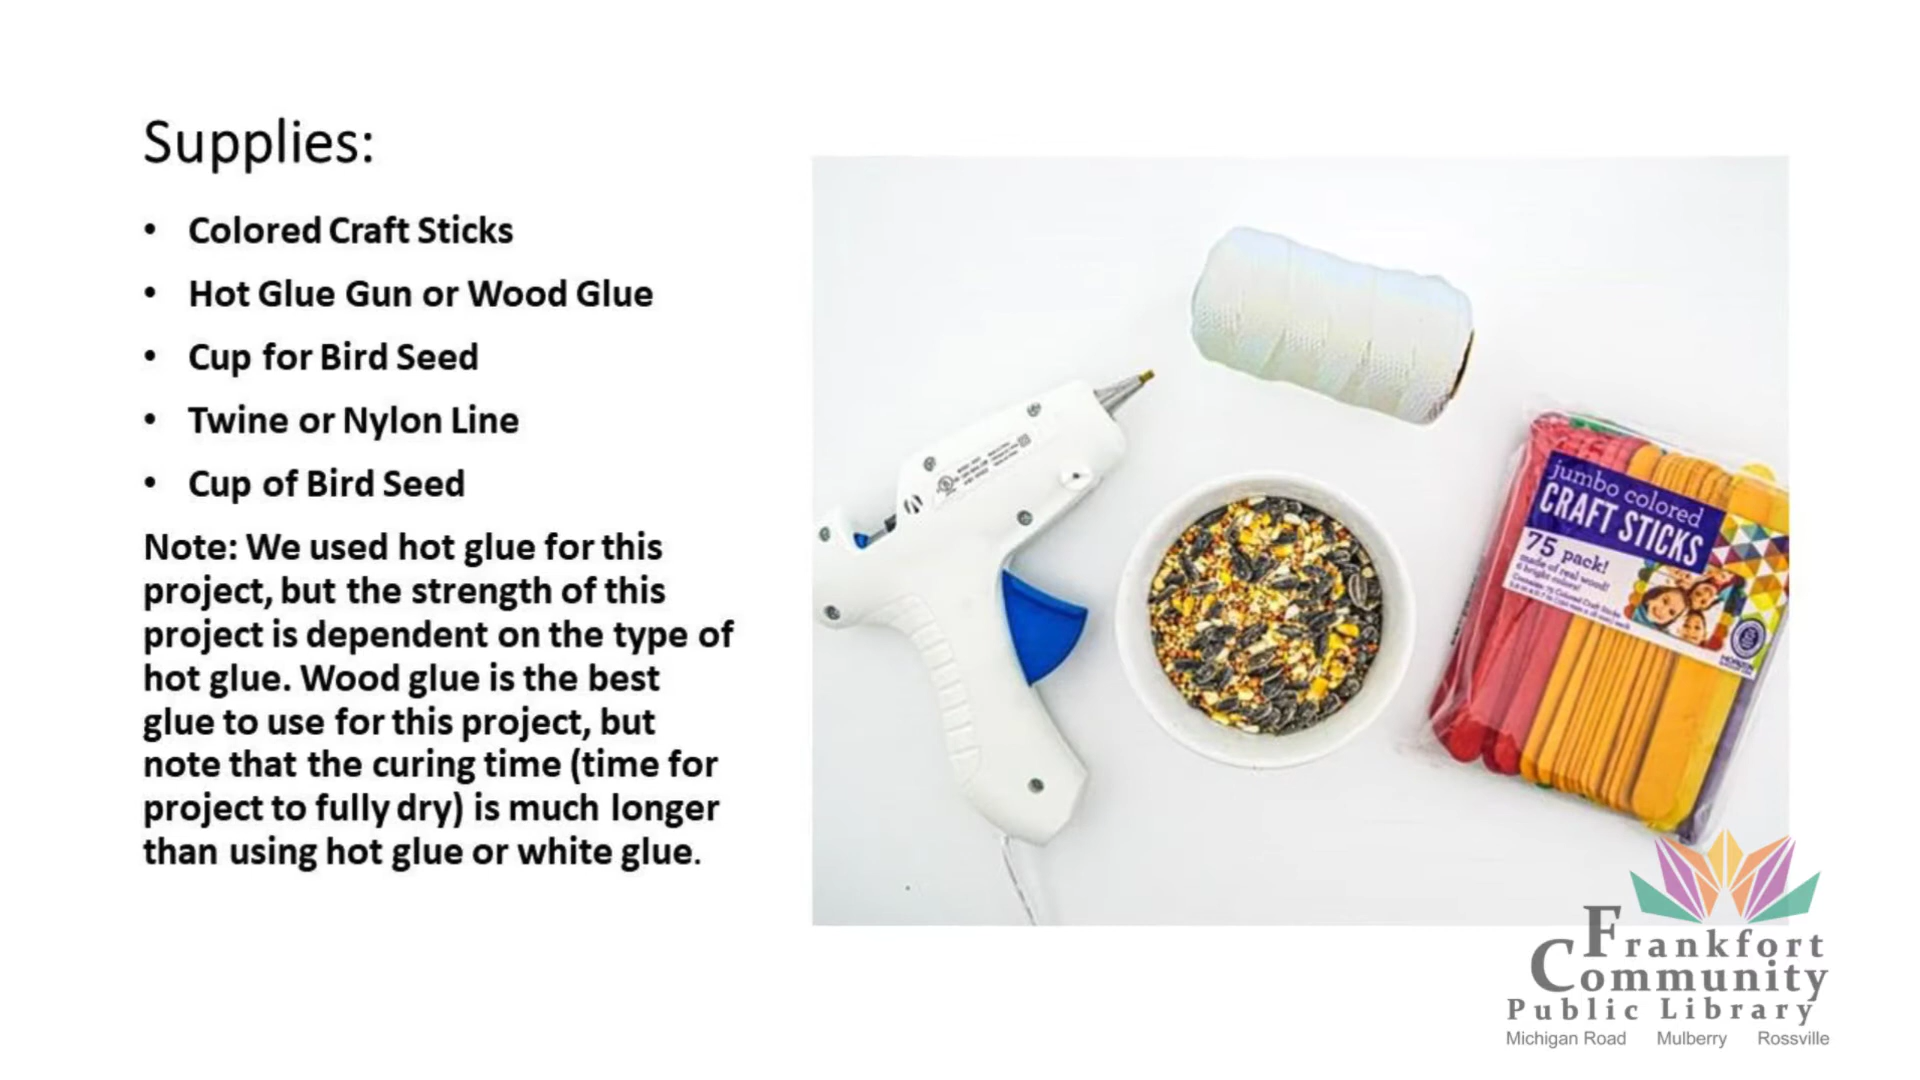 Supplies:
• Colored Craft Sticks
• Hot Glue Gun or Wood Glue
• Cup for Bird Seed
• Twine or Nylon Line
• Cup of Bird Seed
Note: We used hot glue for this
project, but the strength of this
project is dependent on the type of
hot glue. Wood glue is the best
glue to use for this project, but
note that the curing time (time for
project to fully dry) is much longer
than using hot glue or white glue.
jumbo colored
CRAFT STICKS
75 pack!
made of real wood!
6 bright colors!
Frankfort
Community
Public Library
Michigan Road Mulberry Rossville